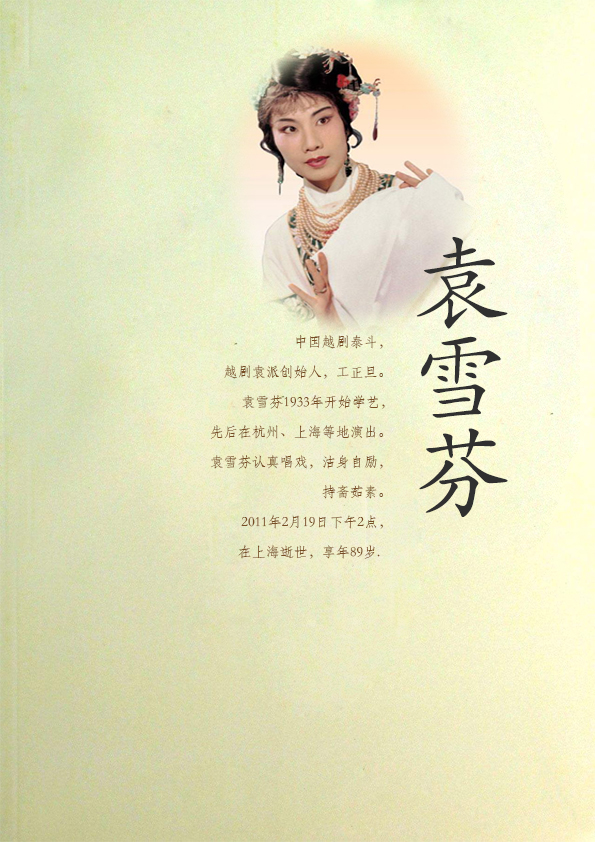 袁雪芬
中国越剧泰斗，
越剧袁派创始人，工正旦。
袁雪芬1933年开始学艺，
先后在杭州、上海等地演出。
袁雪芬认真唱戏，洁身自励，
持斋茹素。
2011年2月19日下午2点，
在上海逝世，享年89岁.